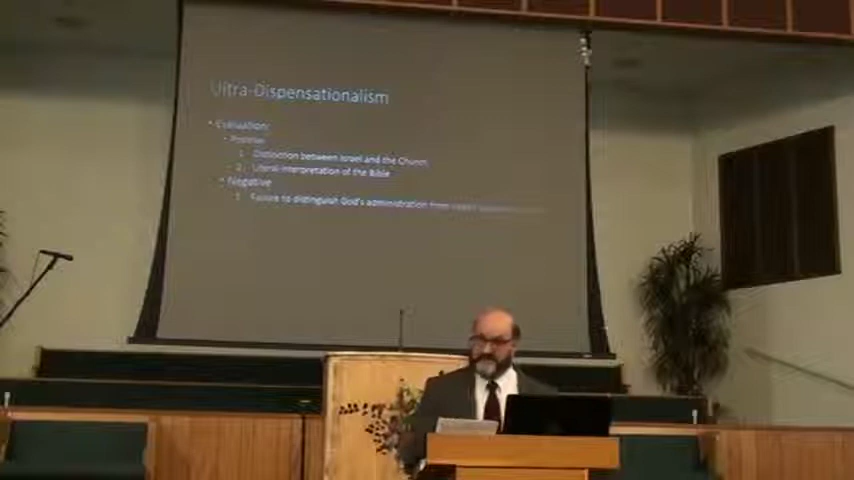 Ultra-Dispensationalism
• Evaluation:
• Positive
1. Distinction between Israel and the Church
2. Literal interpretation of the Bible
• Negative
1. Failure to distinguish God's administration from